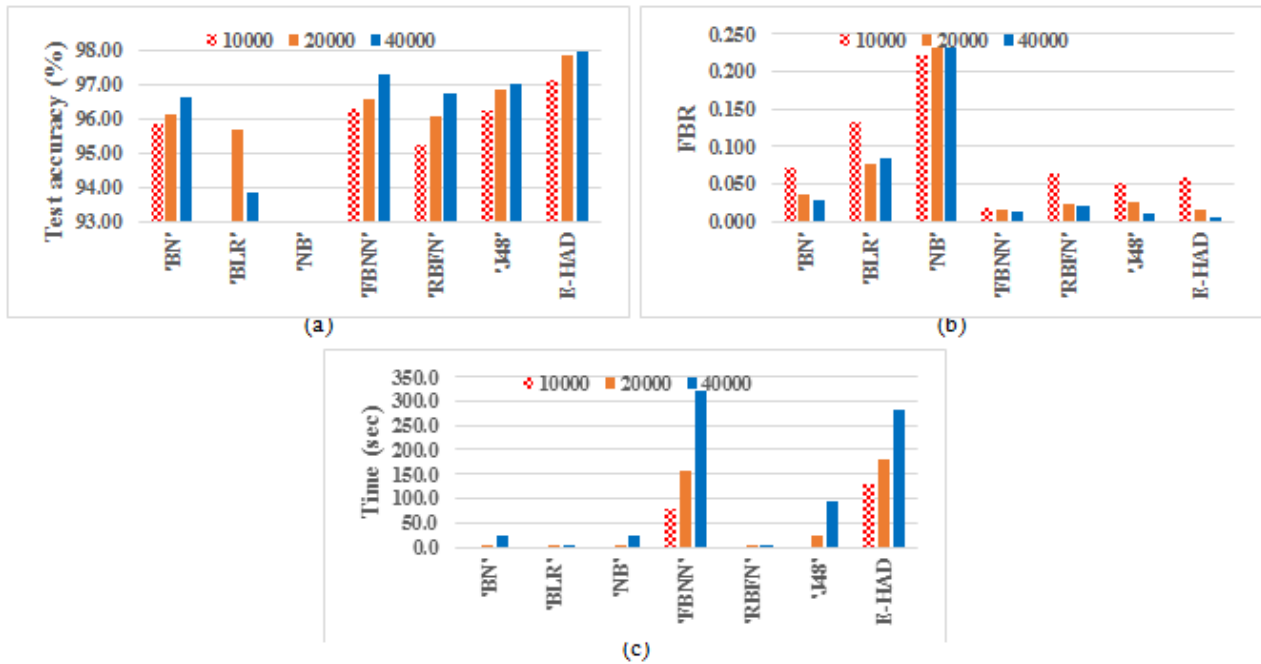 10000 20000 40000
Test accuracy (%)
98.00
97.00
96.00
95.00
94.00
93.00
'BN'
'BLR'
'NB'
'FBNN'
'RBFN'
'J48'
E-HAD
(a)
10000 20000 40000
FBR
0.250
0.200
0.150
0.100
0.050
0.000
'BN'
'BLR'
'NB'
'FBNN'
'RBFN'
'J48'
E-HAD
(b)
10000 20000 40000
Time (sec)
350.0
300.0
250.0
200.0
150.0
100.0
50.0
0.0
'BN'
'BLR'
'NB'
'FBNN'
'RBFN'
'J48'
E-HAD
(c)